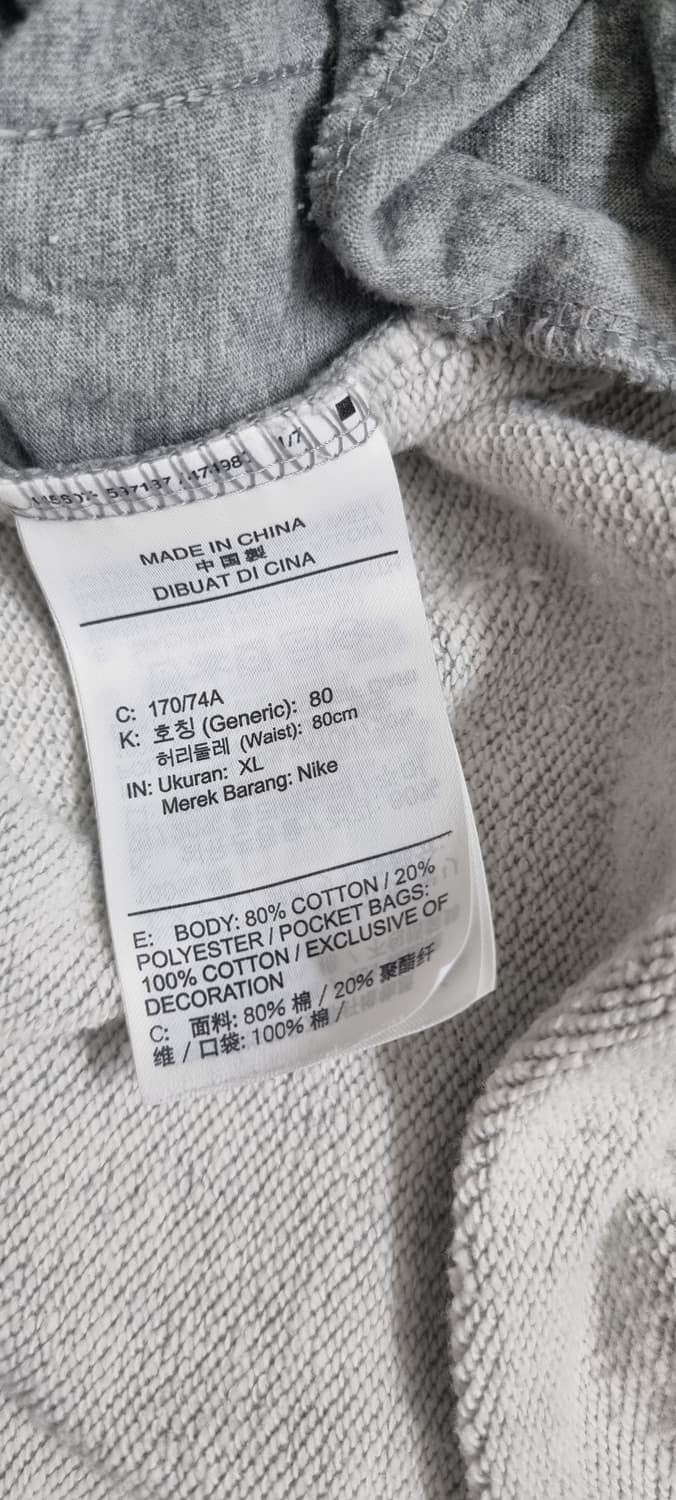 1/7
MADE IN CHINA
中国製
DIBUAT DI CINA
C: 170/74A
K: 호칭 (Generic): 80
허리둘레 (Waist): 80cm
IN: Ukuran: XL
Merek Barang: Nike
E: BODY: 80% COTTON / 20%
POLYESTER / POCKET BAGS:
100% COTTON / EXCLUSIVE OF
DECORATION
C: 面料: 80% 棉 / 20% 聚酯纤
维 / 口袋: 100% 棉 /